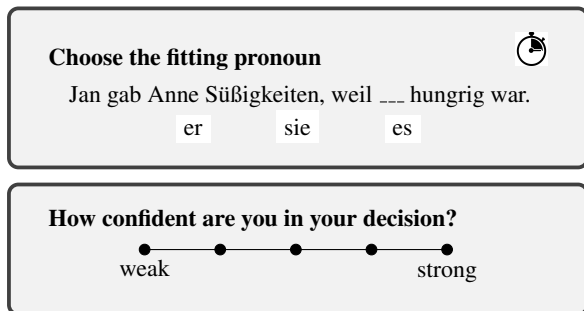 Choose the fitting pronoun
Jan gab Anne Süßigkeiten, weil ___ hungrig war.
er sie es
How confident are you in your decision?
weak strong